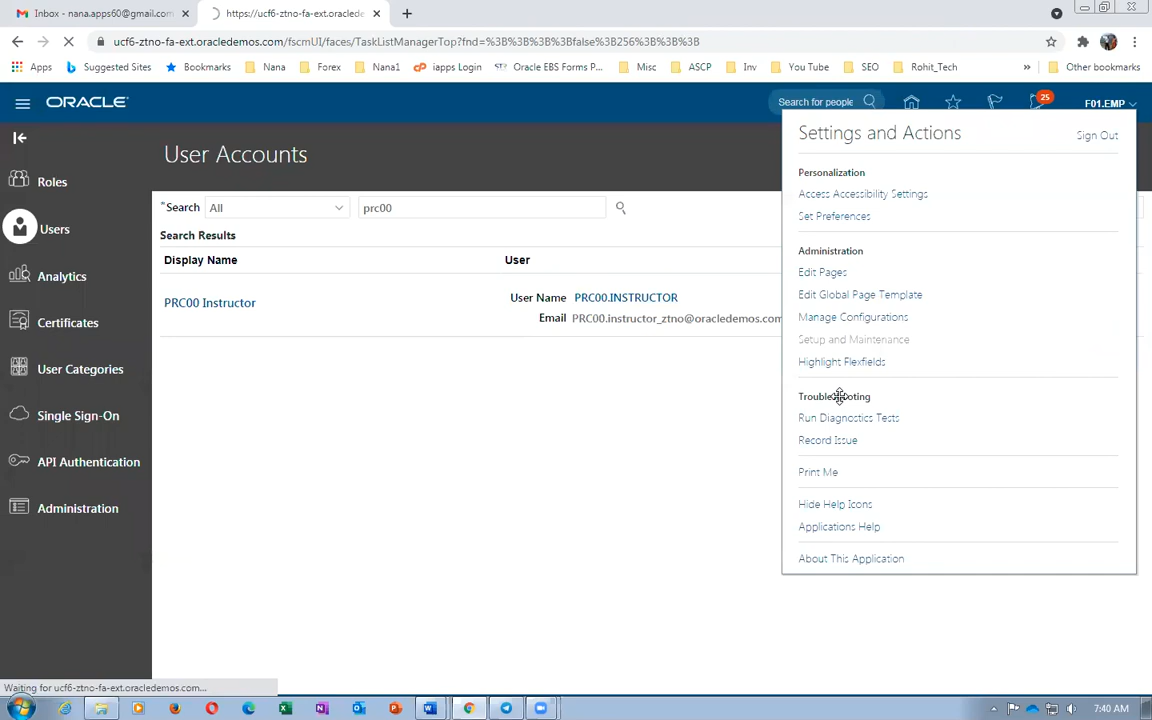 Inbox - nana.apps60@gmail.com
https://ucf6-ztno-fa-ext.oraclede
ucf6-ztno-fa-ext.oracledemos.com/fscmUI/faces/TaskListManagerTop?fnd=%3B%3B%3B%3Bfalse%3B256%3B%3B%3B
Apps
Suggested Sites
Bookmarks
Nana
Forex
Nana1
iapps Login
Oracle EBS Forms P...
Misc
ASCP
Inv
You Tube
SEO
Rohit_Tech
»
Other bookmarks
ORACLE
Search for people
25
F01.EMP
Settings and Actions
Sign Out
Personalization
Access Accessibility Settings
Set Preferences
Administration
Edit Pages
Edit Global Page Template
Manage Configurations
Setup and Maintenance
Highlight Flexfields
Troubleshooting
Run Diagnostics Tests
Record Issue
Print Me
Hide Help Icons
Applications Help
About This Application
Roles
Users
Analytics
Certificates
User Categories
Single Sign-On
API Authentication
Administration
User Accounts
*Search All prc00
Search Results
Display Name User
PRC00 Instructor
User Name PRC00.INSTRUCTOR
Email PRC00.instructor_ztno@oracledemos.com
Waiting for ucf6-ztno-fa-ext.oracledemos.com...
7:40 AM